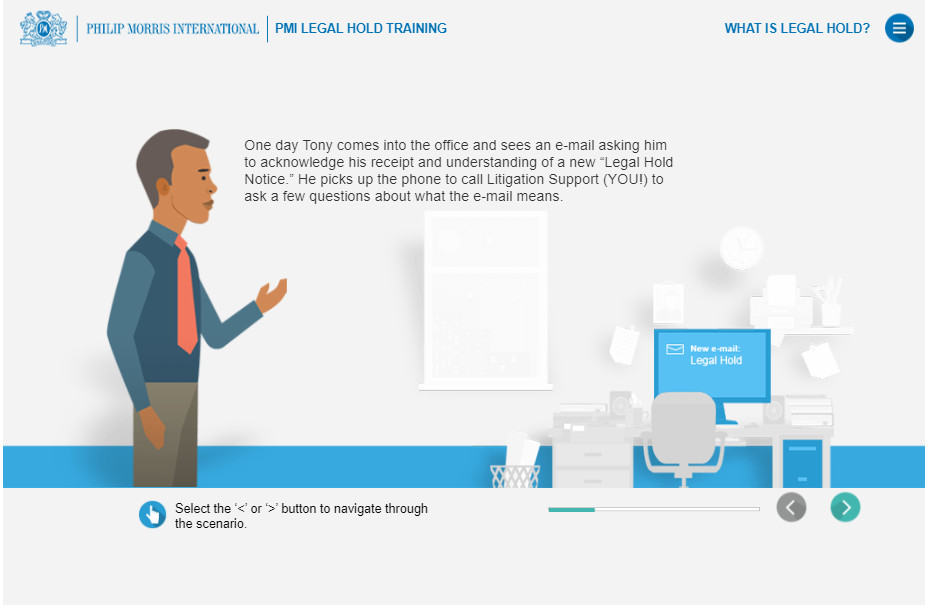 PM
PHILIP MORRIS INTERNATIONAL
PMI LEGAL HOLD TRAINING
WHAT IS LEGAL HOLD?
One day Tony comes into the office and sees an e-mail asking him
to acknowledge his receipt and understanding of a new “Legal Hold
Notice.” He picks up the phone to call Litigation Support (YOU!) to
ask a few questions about what the e-mail means.
New e-mail:
Legal Hold
Select the ‘<’ or ‘>’ button to navigate through
the scenario.